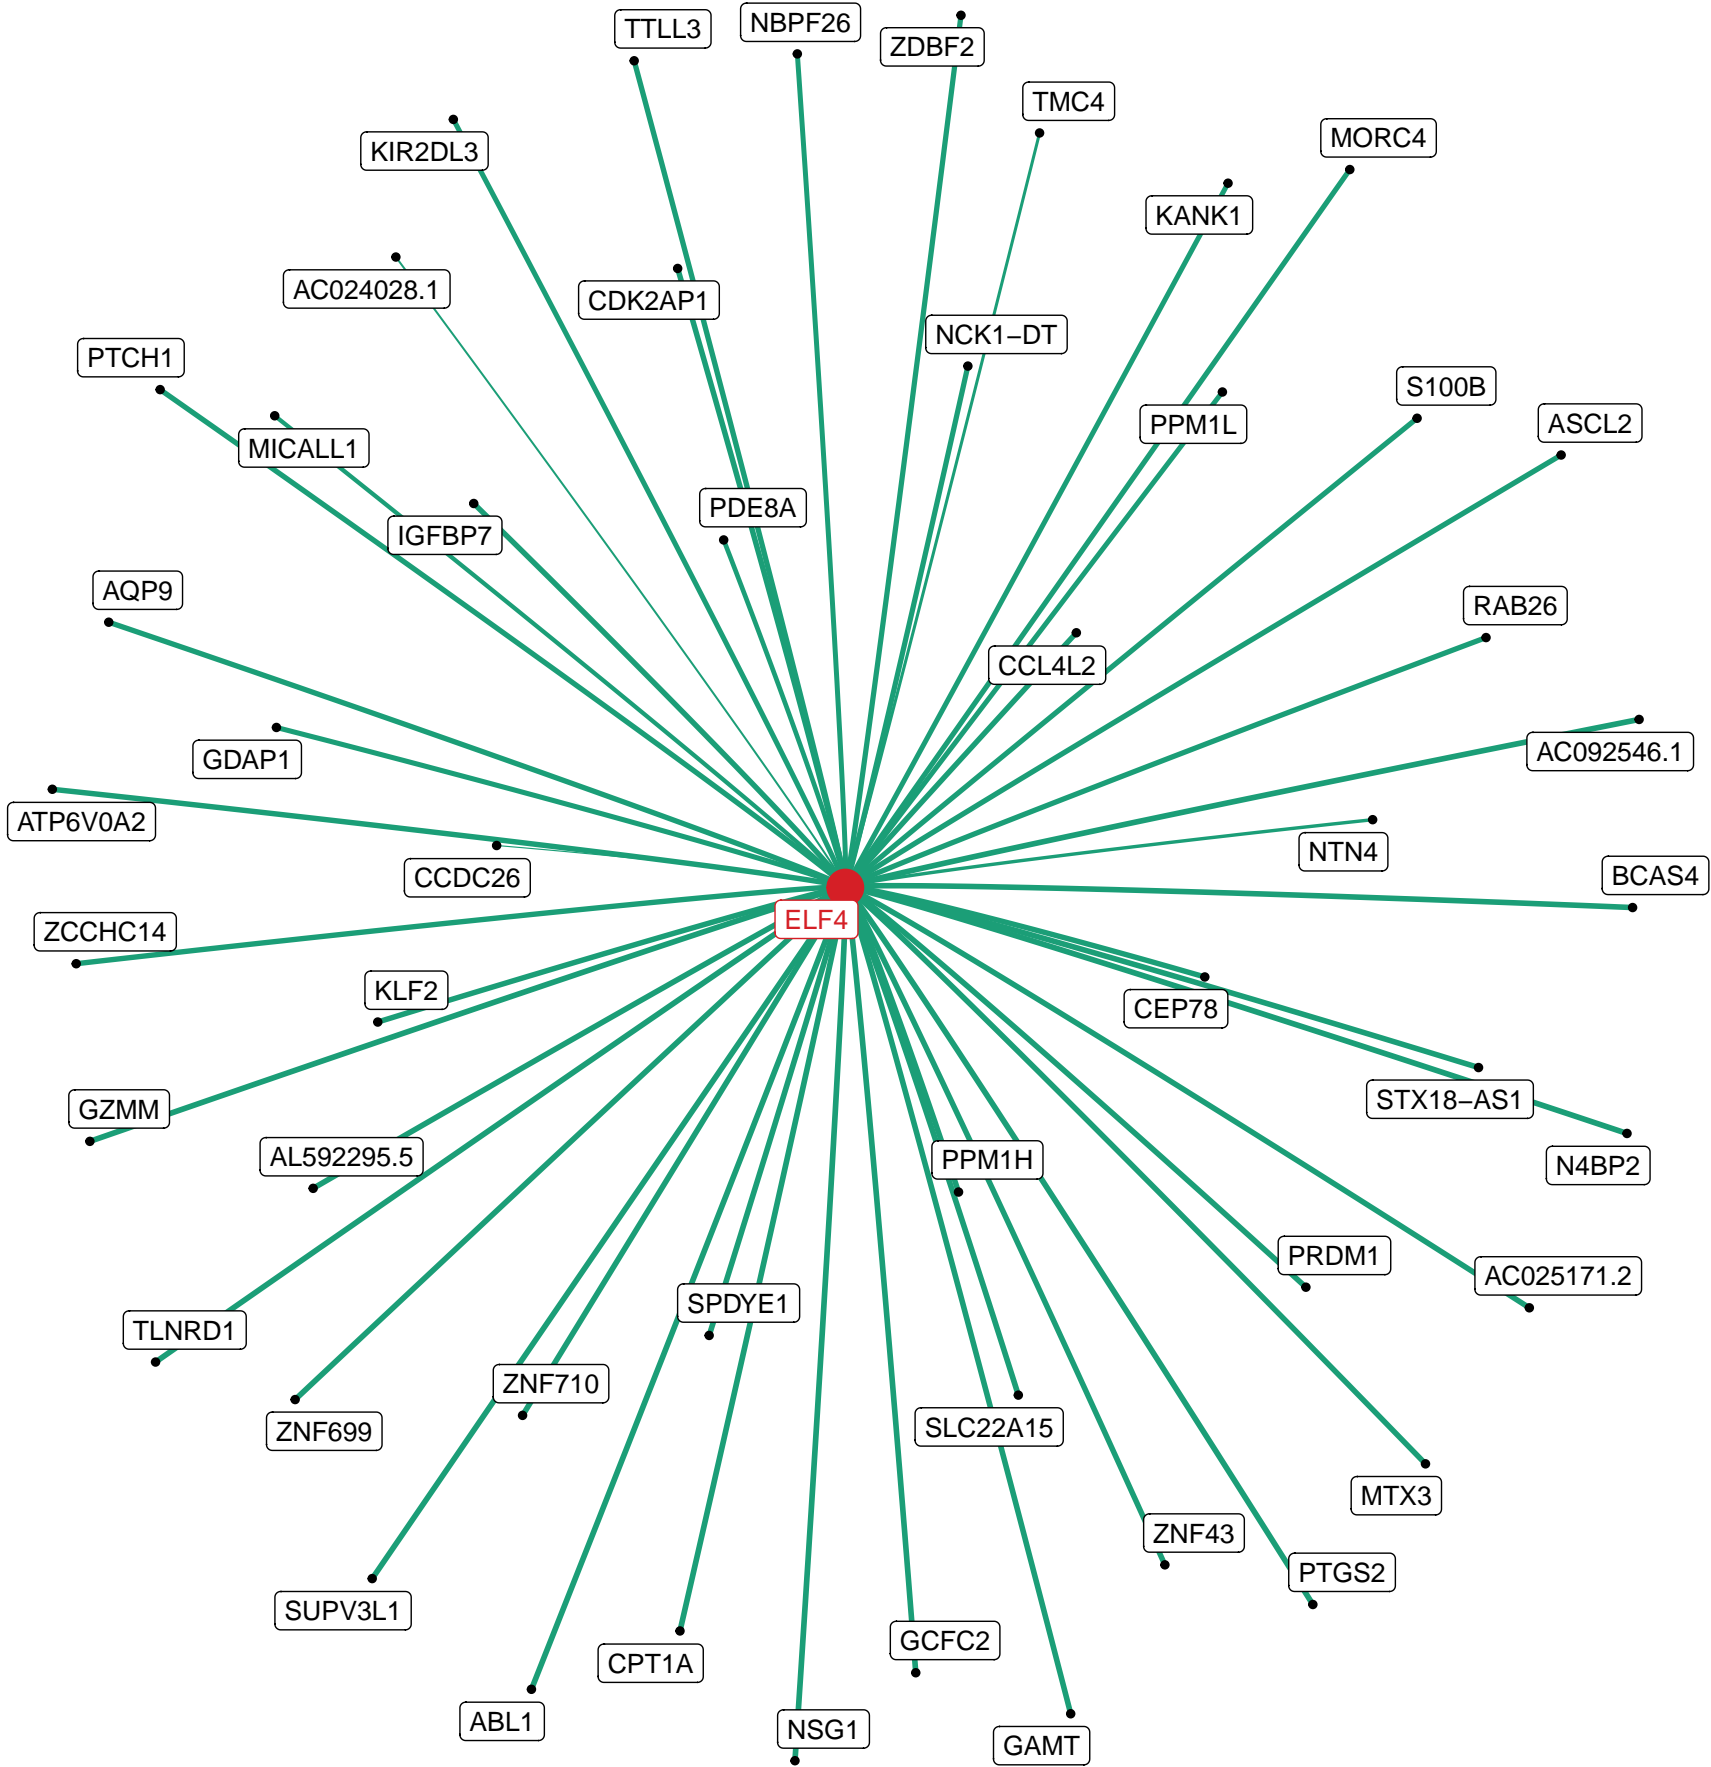 NBPF26
TTLL3
ZDBF2
TMC4
MORC4
KIR2DL3
KANK1
AC024028.1
CDK2AP1
NCK1−DT
PTCH1
S100B
ASCL2
PPM1L
MICALL1
PDE8A
IGFBP7
AQP9
RAB26
CCL4L2
AC092546.1
GDAP1
ATP6V0A2
NTN4
BCAS4
CCDC26
ELF4
ZCCHC14
KLF2
CEP78
STX18−AS1
GZMM
AL592295.5
PPM1H
N4BP2
PRDM1
AC025171.2
SPDYE1
TLNRD1
ZNF710
SLC22A15
ZNF699
MTX3
ZNF43
PTGS2
SUPV3L1
GCFC2
CPT1A
ABL1
NSG1
GAMT